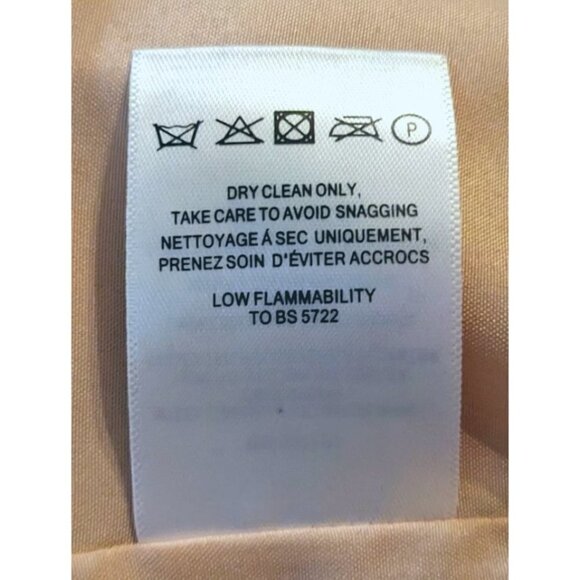 P
DRY CLEAN ONLY,
TAKE CARE TO AVOID SNAGGING
NETTOYAGE Á SEC UNIQUEMENT,
PRENEZ SOIN D'ÉVITER ACCROCS
LOW FLAMMABILITY
TO BS 5722